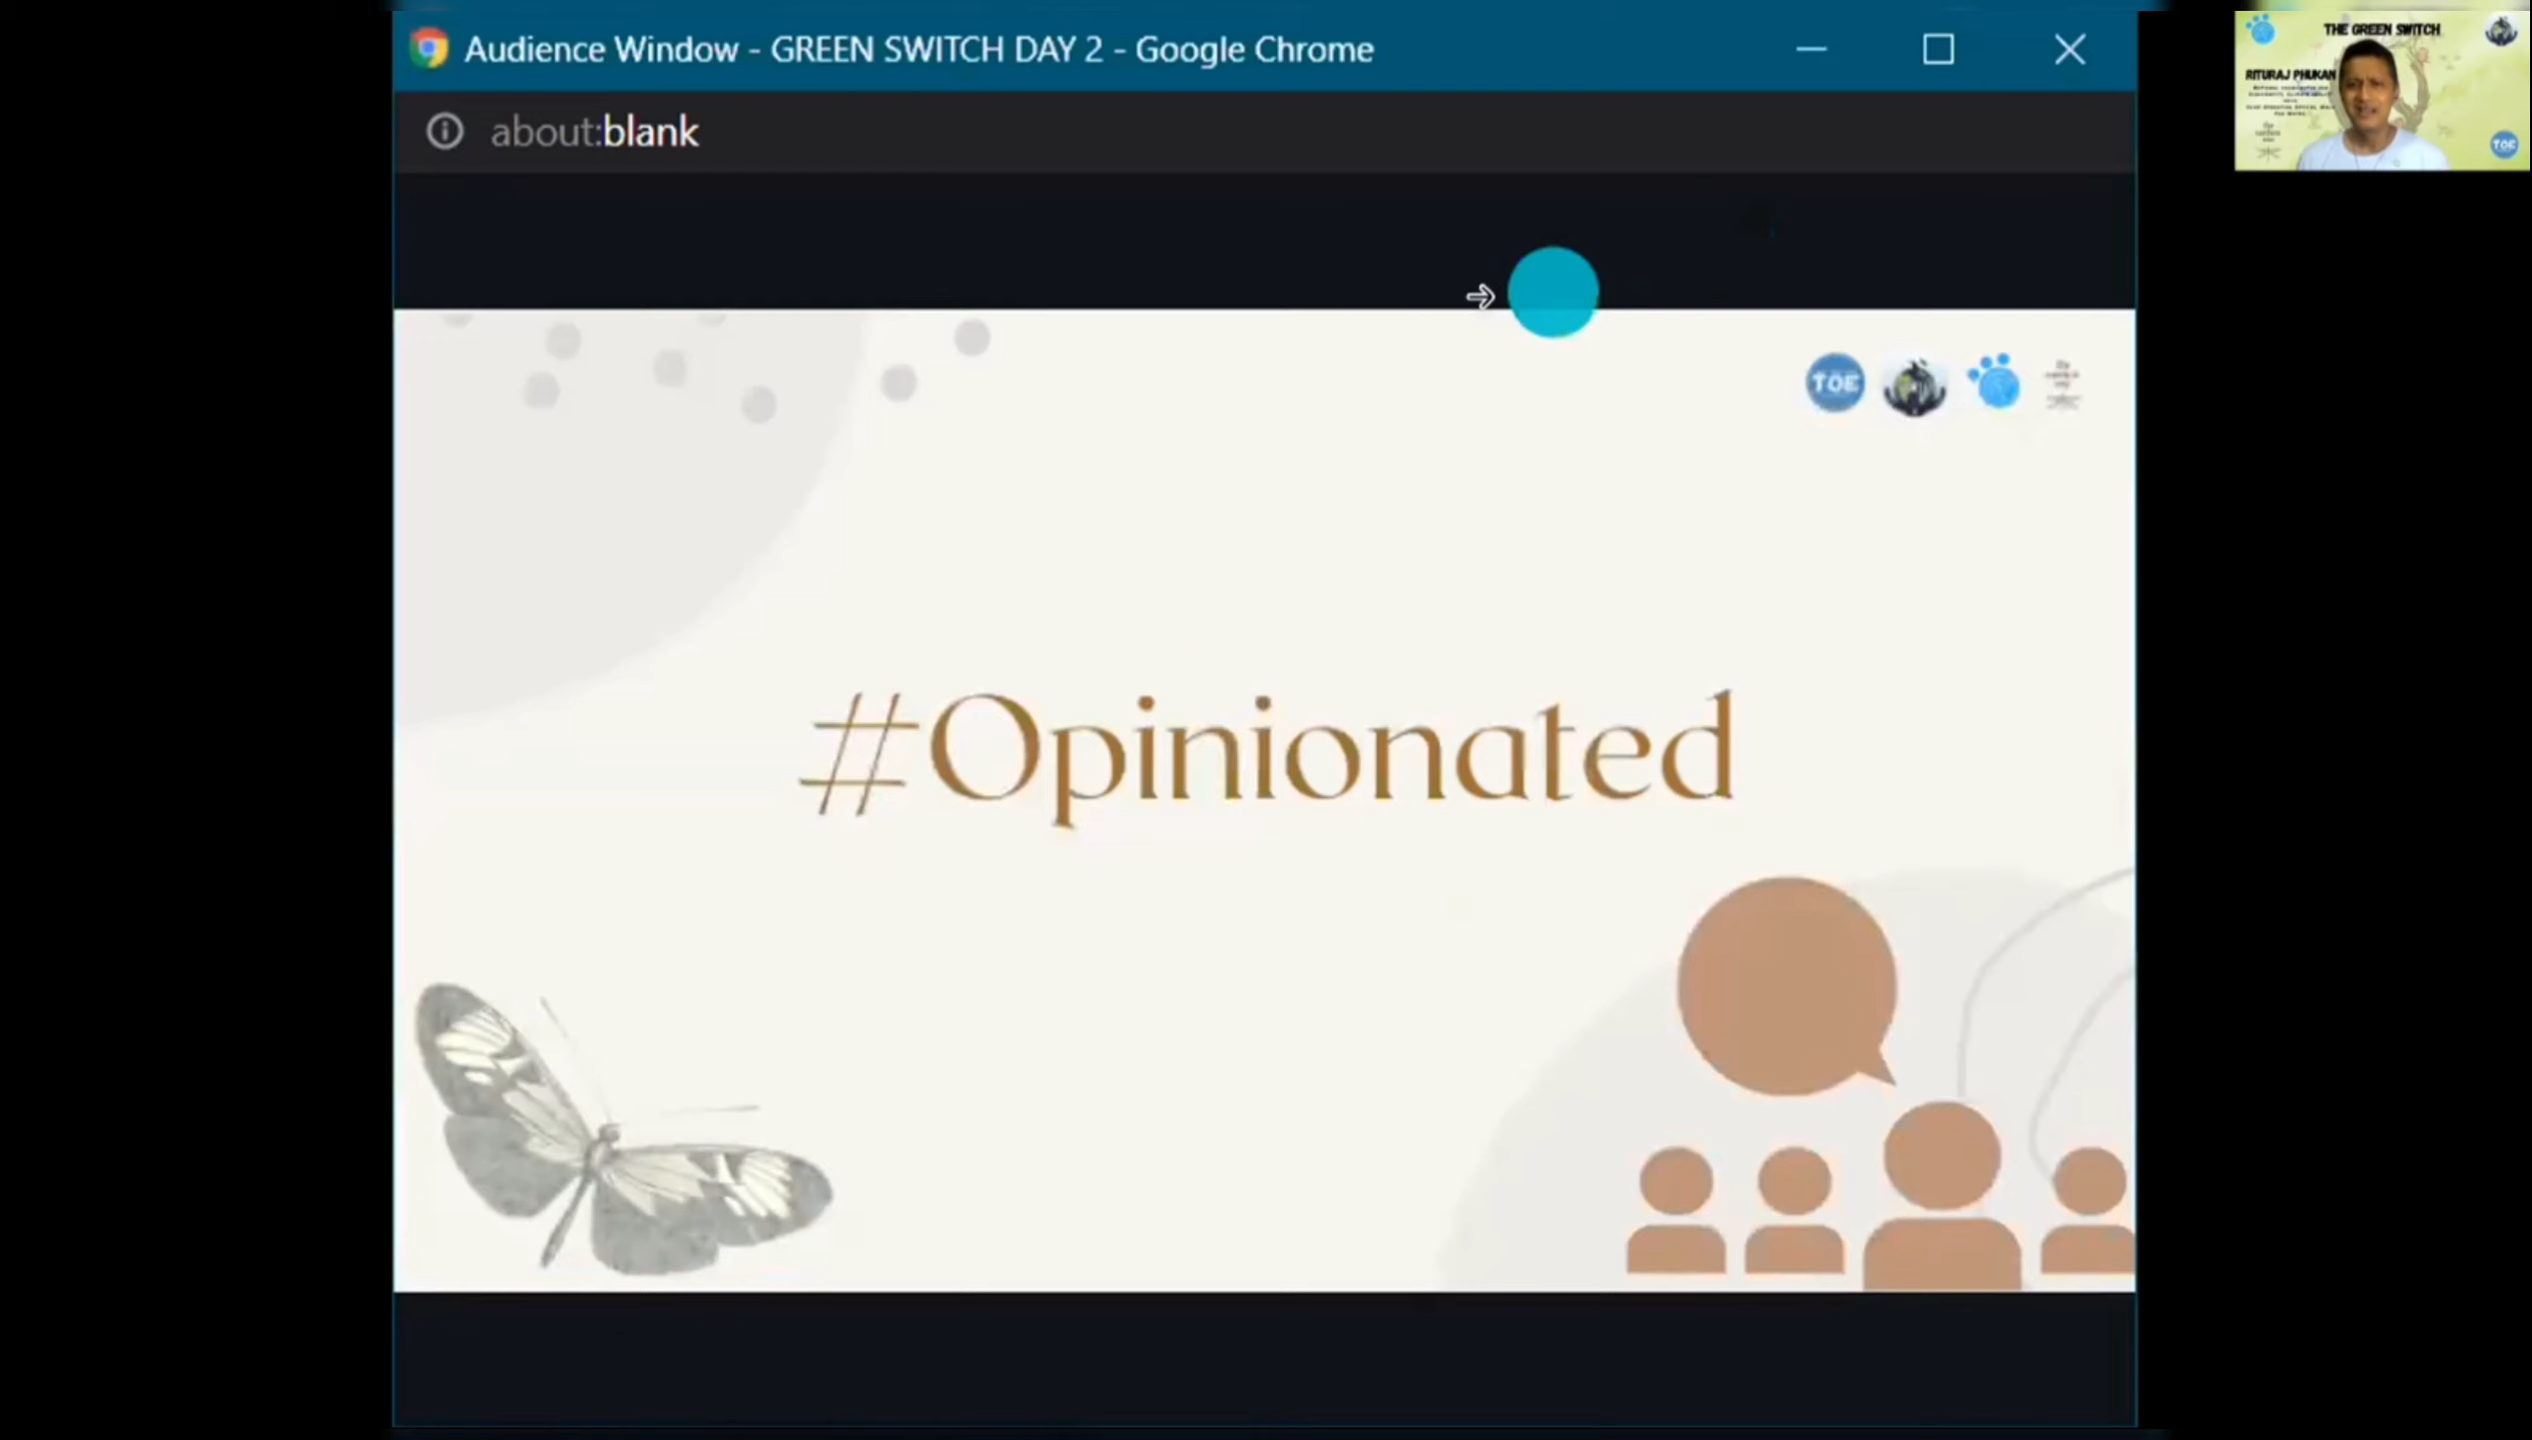 Audience Window - GREEN SWITCH DAY 2 - Google Chrome
about:blank
THE GREEN SWITCH
RITURAJ PHUKAN
TOE
TOE
#Opinionated